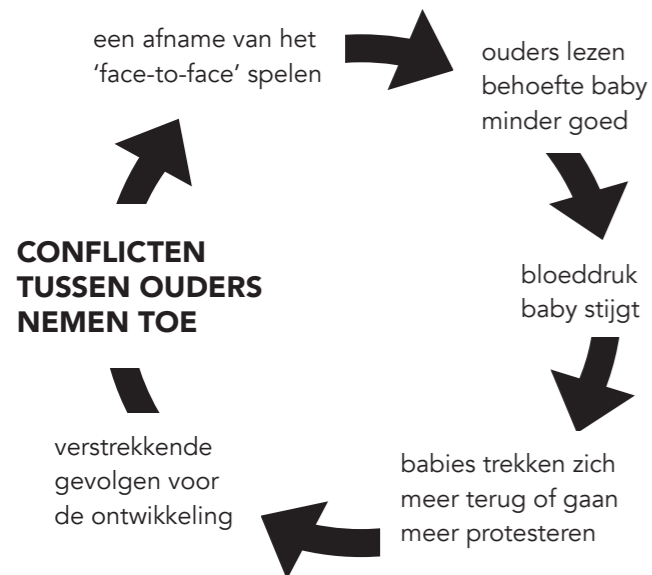 een afname van het
'face-to-face' spelen
ouders lezen
behoefte baby
minder goed
bloeddruk
baby stijgt
babies trekken zich
meer terug of gaan
meer protesteren
verstrekkende
gevolgen voor
de ontwikkeling
CONFLICTEN
TUSSEN OUDERS
NEMEN TOE